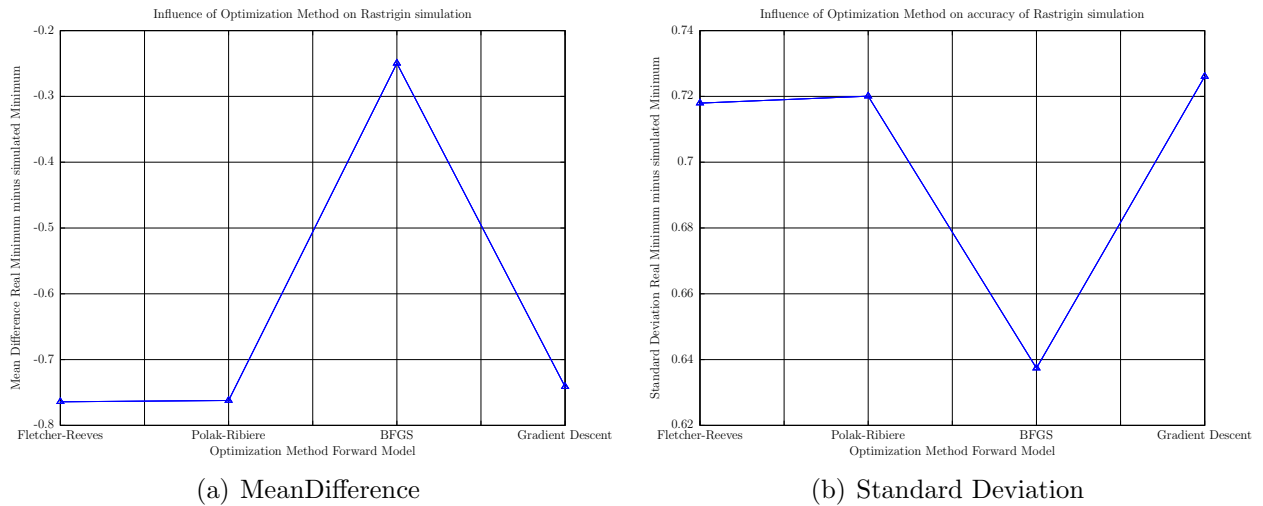 Influence of Optimization Method on Rastrigin simulation
Mean Difference Real Minimum minus simulated Minimum
-0.2
-0.3
-0.4
-0.5
-0.6
-0.7
-0.8
Fletcher-Reeves
Polak-Ribiere
BFGS
Gradient Descent
Optimization Method Forward Model
(a) MeanDifference
Influence of Optimization Method on accuracy of Rastrigin simulation
Standard Deviation Real Minimum minus simulated Minimum
0.74
0.72
0.7
0.68
0.66
0.64
0.62
Fletcher-Reeves
Polak-Ribiere
BFGS
Gradient Descent
Optimization Method Forward Model
(b) Standard Deviation